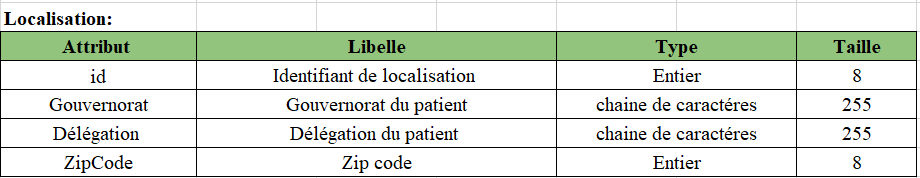 Localisation:
Attribut Libelle Type Taille
id Identifiant de localisation Entier 8
Gouvernorat Gouvernorat du patient chaine de caractéres 255
Délégation Délégation du patient chaine de caractéres 255
ZipCode Zip code Entier 8